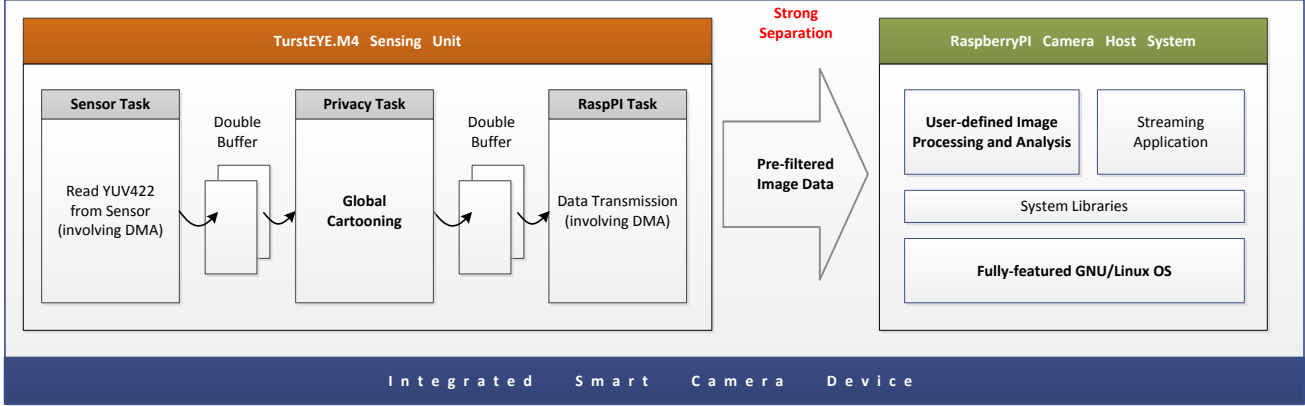 TurstEYE.M4 Sensing Unit
Strong
Separation
RaspberryPI Camera Host System
Sensor Task
Double
Buffer
Privacy Task
Double
Buffer
RaspPI Task
Read YUV422
from Sensor
(involving DMA)
Global
Cartooning
Data Transmission
(involving DMA)
Pre-filtered
Image Data
User-defined Image
Processing and Analysis
Streaming
Application
System Libraries
Fully-featured GNU/Linux OS
Integrated Smart Camera Device